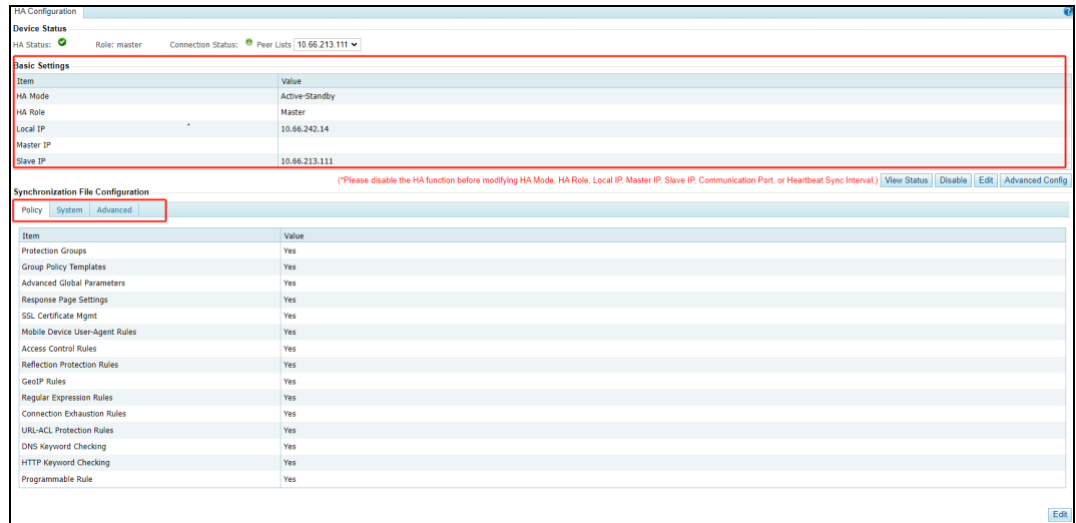 HA Configuration
Device Status
HA Status: Role: master Connection Status: Peer Lists 10.66.213.111
Basic Settings
Item Value
HA Mode Active-Standby
HA Role Master
Local IP 10.66.242.14
Master IP
Slave IP 10.66.213.111
(*Please disable the HA function before modifying HA Mode, HA Role, Local IP, Master IP, Slave IP, Communication Port, or Heartbeat Sync Interval.) View Status Disable Edit Advanced Config
Synchronization File Configuration
Policy System Advanced
Item Value
Protection Groups Yes
Group Policy Templates Yes
Advanced Global Parameters Yes
Response Page Settings Yes
SSL Certificate Mgmt Yes
Mobile Device User-Agent Rules Yes
Access Control Rules Yes
Reflection Protection Rules Yes
GeoIP Rules Yes
Regular Expression Rules Yes
Connection Exhaustion Rules Yes
URL-ACL Protection Rules Yes
DNS Keyword Checking Yes
HTTP Keyword Checking Yes
Programmable Rule Yes
Edit